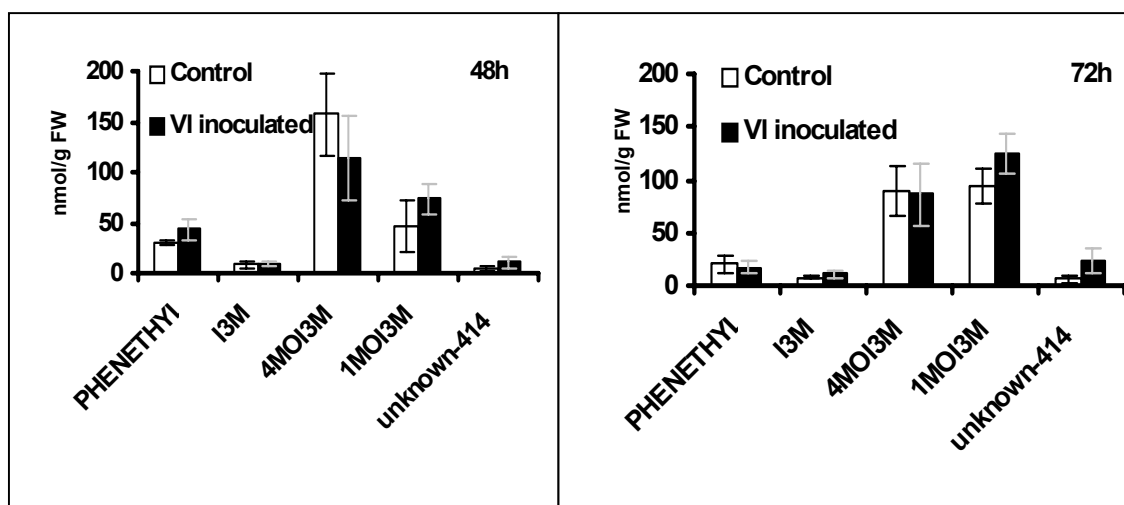 200
150
100
50
0
nmol/g FW
Control
VI inoculated
48h
PHENETHYl
I3M
4MOI3M
1MOI3M
unknown-414
200
150
100
50
0
nmol/g FW
Control
VI inoculated
72h
PHENETHYl
I3M
4MOI3M
1MOI3M
unknown-414